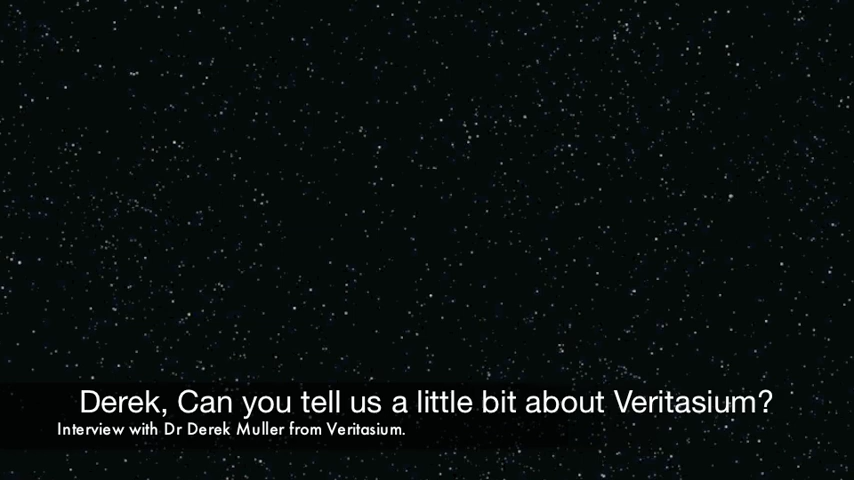 Derek, Can you tell us a little bit about Veritasium?
Interview with Dr Derek Muller from Veritasium.